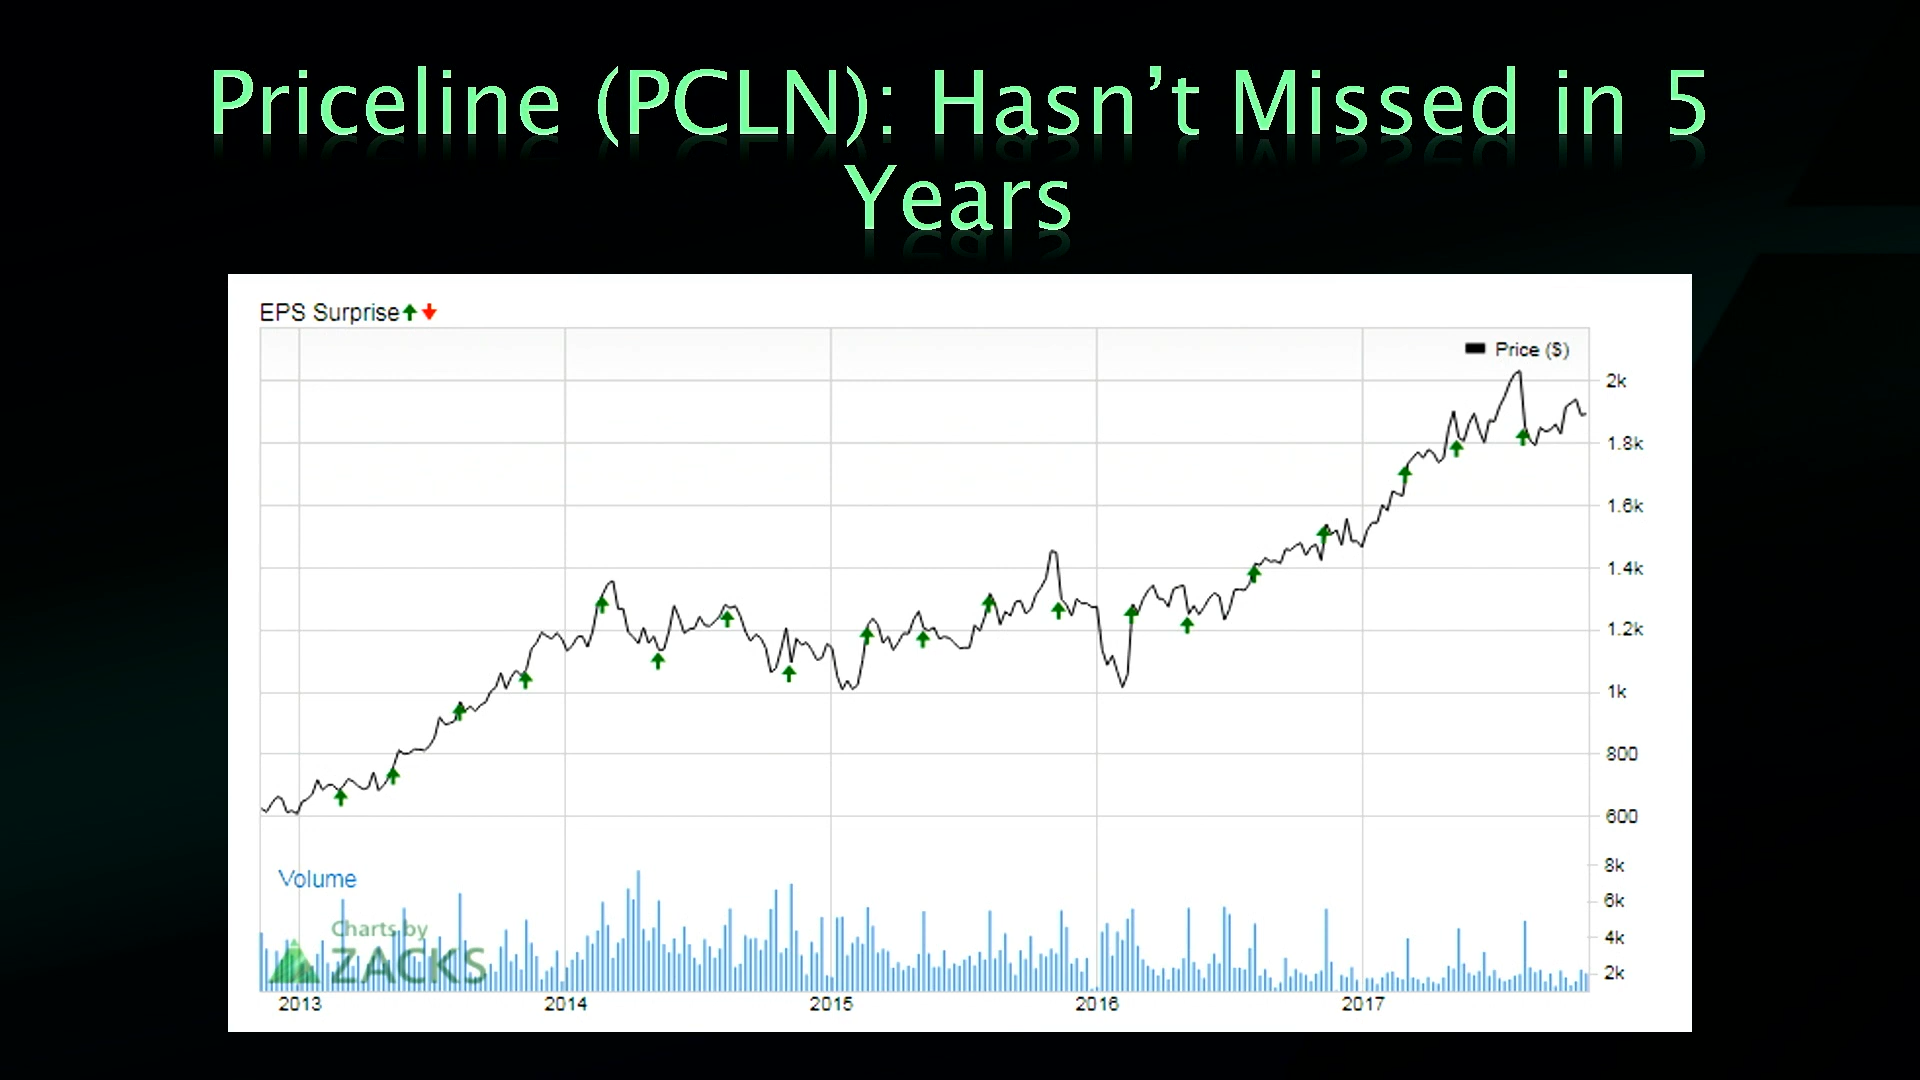 Priceline (PCLN): Hasn’t Missed in 5
Years
EPS Surprise
Price ($)
2k
1.8k
1.6k
1.4k
1.2k
1k
800
600
8k
Volume
6k
Charts by
4k
ZACKS
2k
2013 2014 2015 2016 2017